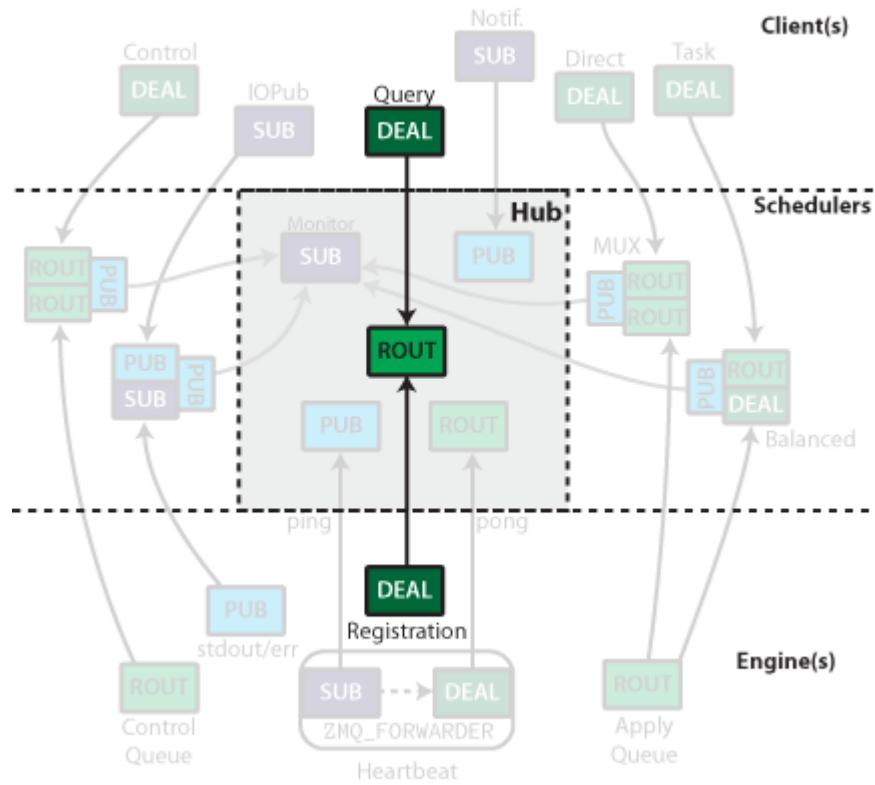 Client(s)
Control
DEAL
IOPub
SUB
Query
DEAL
Notif.
SUB
Direct
DEAL
Task
DEAL
Hub
Schedulers
Monitor
SUB
PUB
MUX
ROUT
ROUT
PUB
PUB
ROUT
ROUT
PUB
SUB
PUB
ROUT
PUB
ROUT
DEAL
Balanced
PUB
ROUT
ping
pong
DEAL
Registration
PUB
stdout/err
Engine(s)
ROUT
Control
Queue
SUB
DEAL
ZMQ_FORWARDER
Heartbeat
ROUT
Apply
Queue